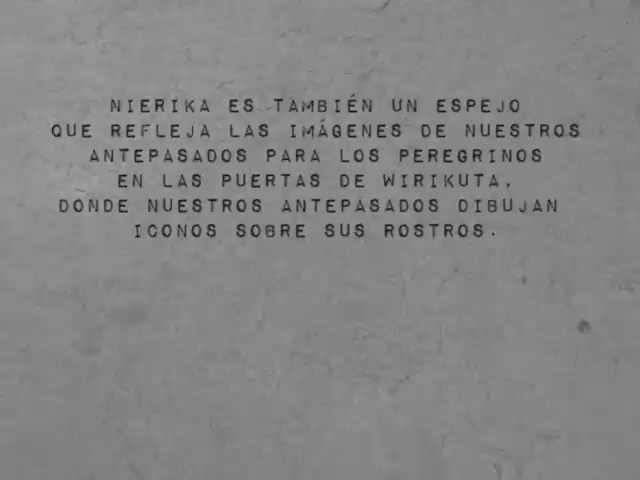 NIERIKA ES TAMBIÉN UN ESPEJO
QUE REFLEJA LAS IMÁGENES DE NUESTROS
ANTEPASADOS PARA LOS PEREGRINOS
EN LAS PUERTAS DE WIRIKUTA,
DONDE NUESTROS ANTEPASADOS DIBUJAN
ICONOS SOBRE SUS ROSTROS.